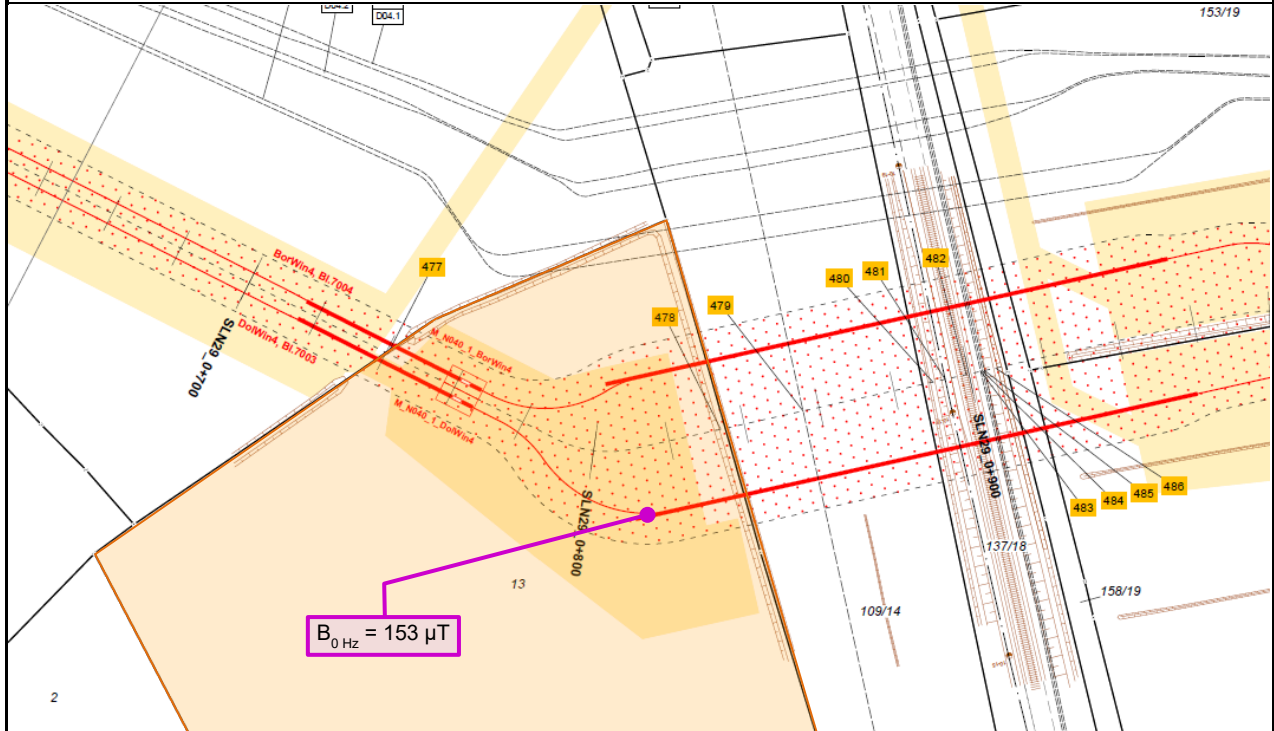 D04.2
D04.1
153/19
BorWin4, Bl.7004
477
482
481
480
479
478
SLN29_0+700
DolWin4, Bl.7003
M_N040_1_BorWin4
M_N040_1_DolWin4
SLN29_0+900
486
485
484
483
SLN29_0+800
137/18
13
158/19
109/14
B0 Hz = 153 µT
2